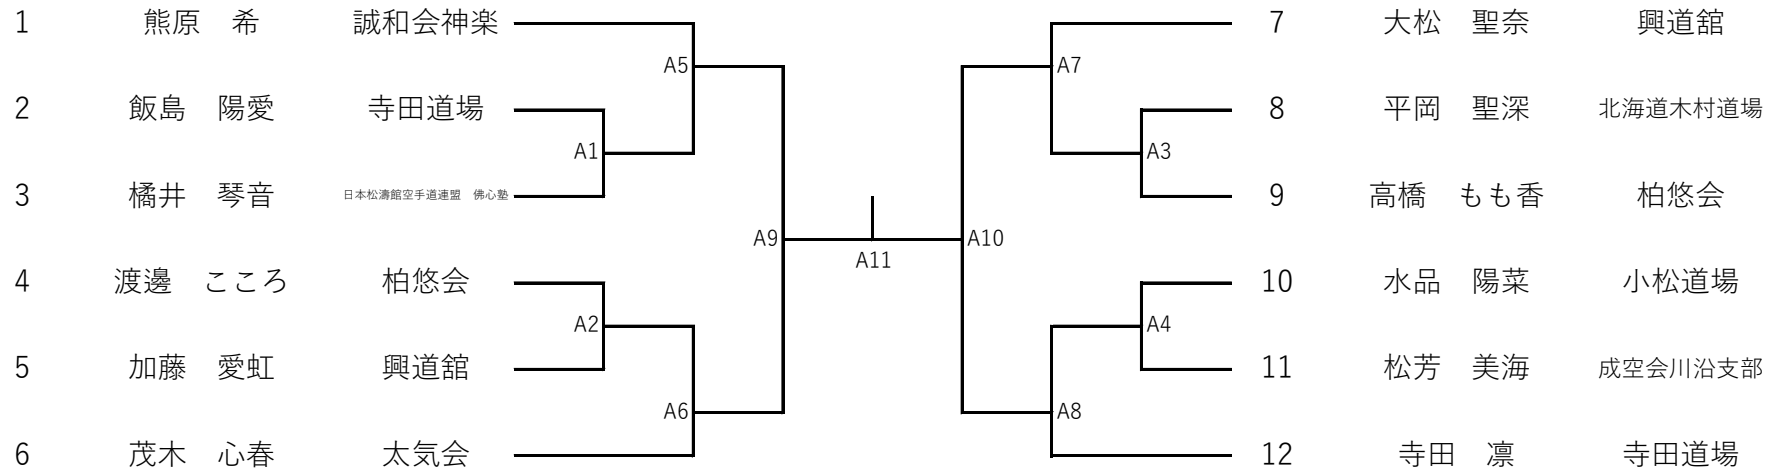 1 熊原　希 誠和会神楽
2 飯島　陽愛 寺田道場
3 橘井　琴音 日本松濤館空手道連盟　佛心塾
4 渡邊　こころ 柏悠会
5 加藤　愛虹 興道舘
6 茂木　心春 太気会
A5
A1
A9
A2
A6
A11
A7
A3
A10
A4
A8
7 大松　聖奈 興道舘
8 平岡　聖深 北海道木村道場
9 高橋　もも香 柏悠会
10 水品　陽菜 小松道場
11 松芳　美海 成空会川沿支部
12 寺田　凛 寺田道場